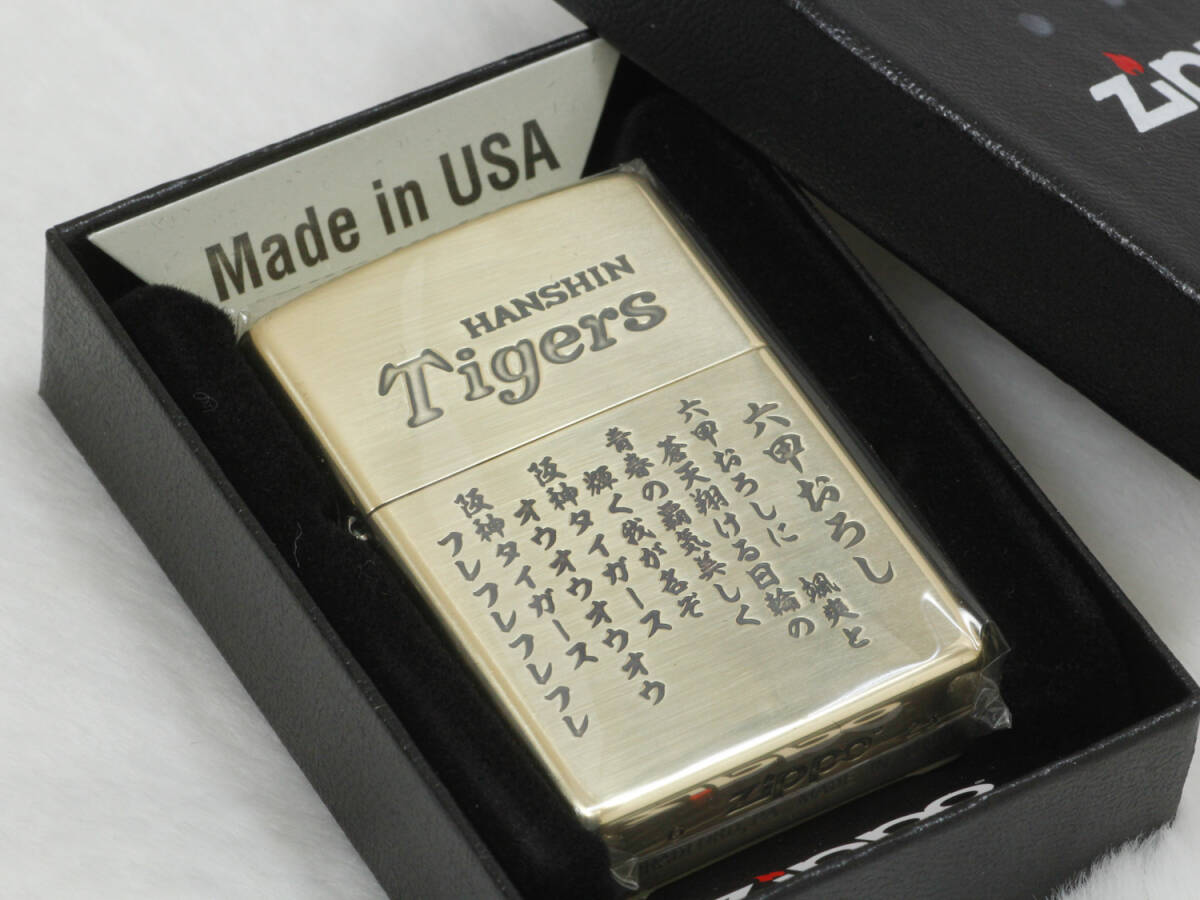 Made in USA
Zip
HANSHIN
Tigers
六甲おろし
六甲おろしに 颯爽と
蒼天翔ける日輪の
青春の覇気美しく
輝く我が名ぞ
阪神タイガース
オウオウオウオウ
阪神タイガース
フレフレフレフレ
zippo
zippo